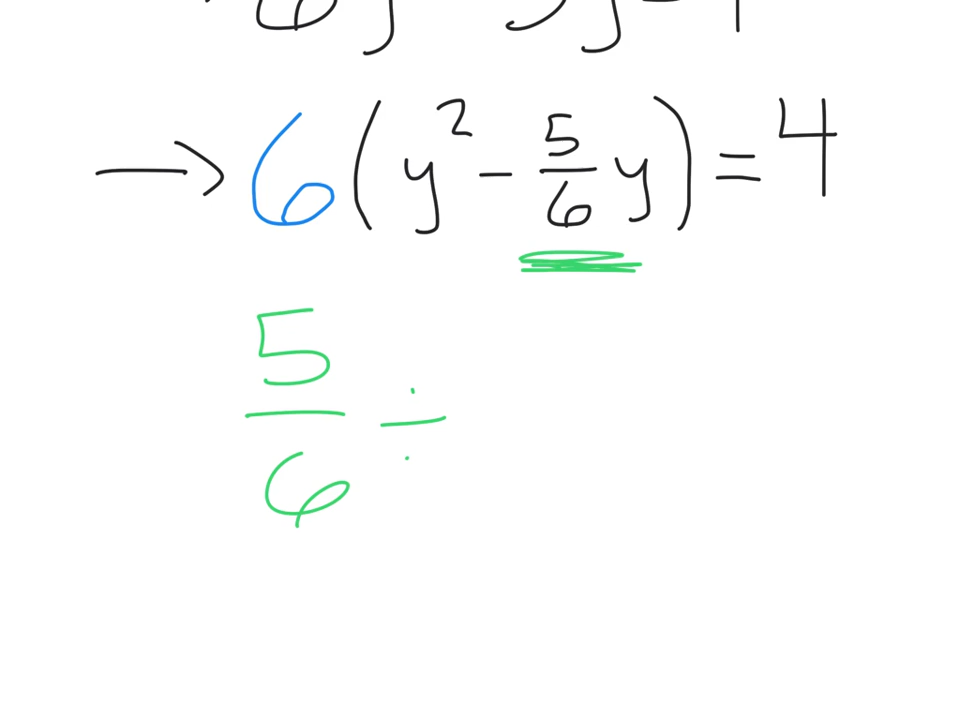 → 6(y² - 5/6 y) = 4
5/6 ÷